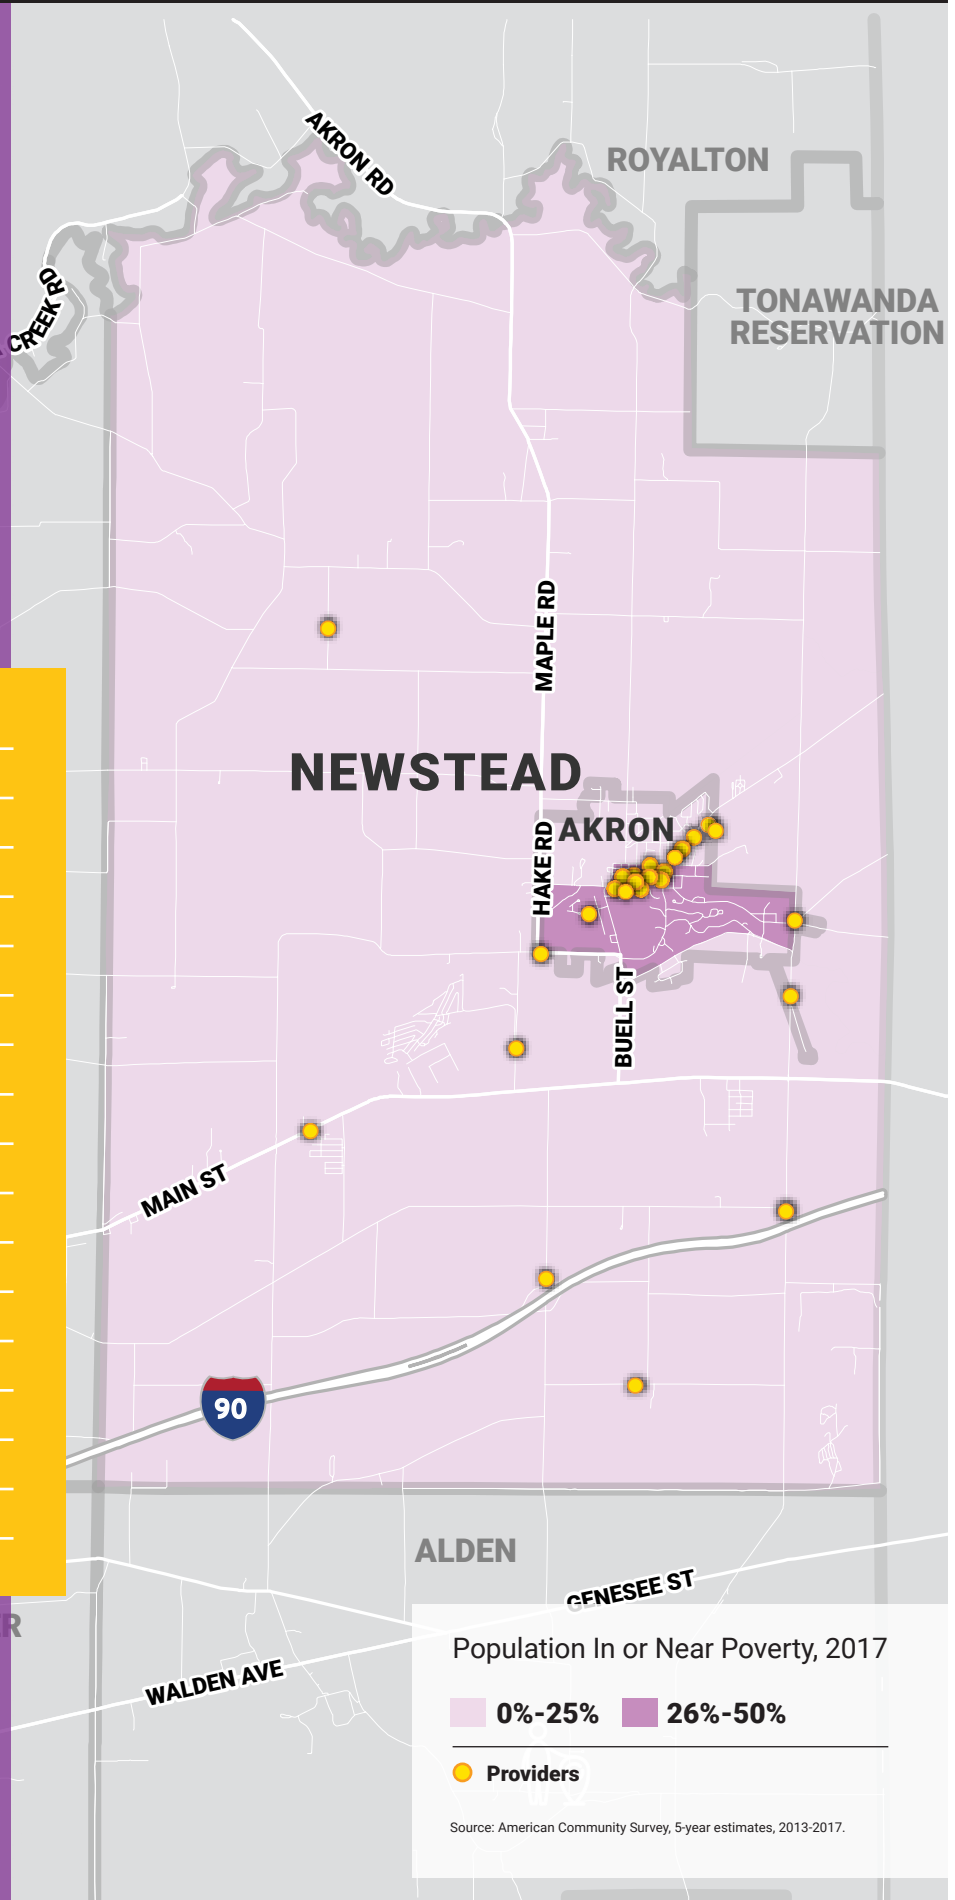 AKRON RD
ROYALTON
CREEK RD
TONAWANDA
RESERVATION
MAPLE RD
NEWSTEAD
AKRON
HAKE RD
BUELL ST
MAIN ST
90
ALDEN
GENESEE ST
R
WALDEN AVE
Population In or Near Poverty, 2017
0%-25% 26%-50%
Providers
Source: American Community Survey, 5-year estimates, 2013-2017.